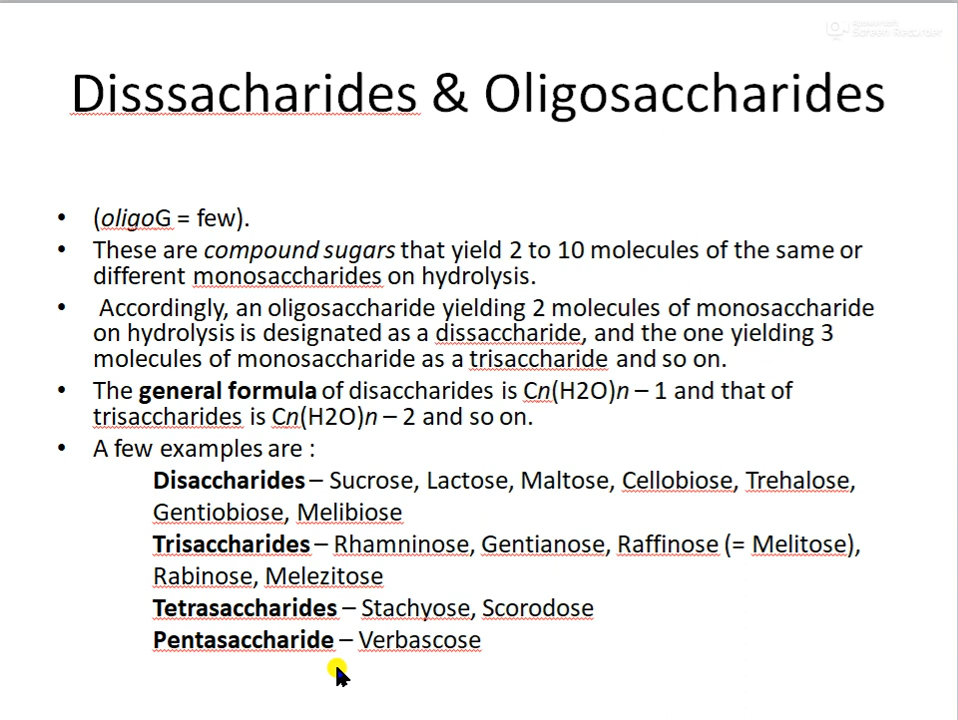 Screen Recorder
Disssacharides & Oligosaccharides
• (oligoG = few).
• These are compound sugars that yield 2 to 10 molecules of the same or
different monosaccharides on hydrolysis.
• Accordingly, an oligosaccharide yielding 2 molecules of monosaccharide
on hydrolysis is designated as a dissaccharide, and the one yielding 3
molecules of monosaccharide as a trisaccharide and so on.
• The general formula of disaccharides is Cn(H2O)n – 1 and that of
trisaccharides is Cn(H2O)n – 2 and so on.
• A few examples are :
Disaccharides – Sucrose, Lactose, Maltose, Cellobiose, Trehalose,
Gentiobiose, Melibiose
Trisaccharides – Rhamninose, Gentianose, Raffinose (= Melitose),
Rabinose, Melezitose
Tetrasaccharides – Stachyose, Scorodose
Pentasaccharide – Verbascose